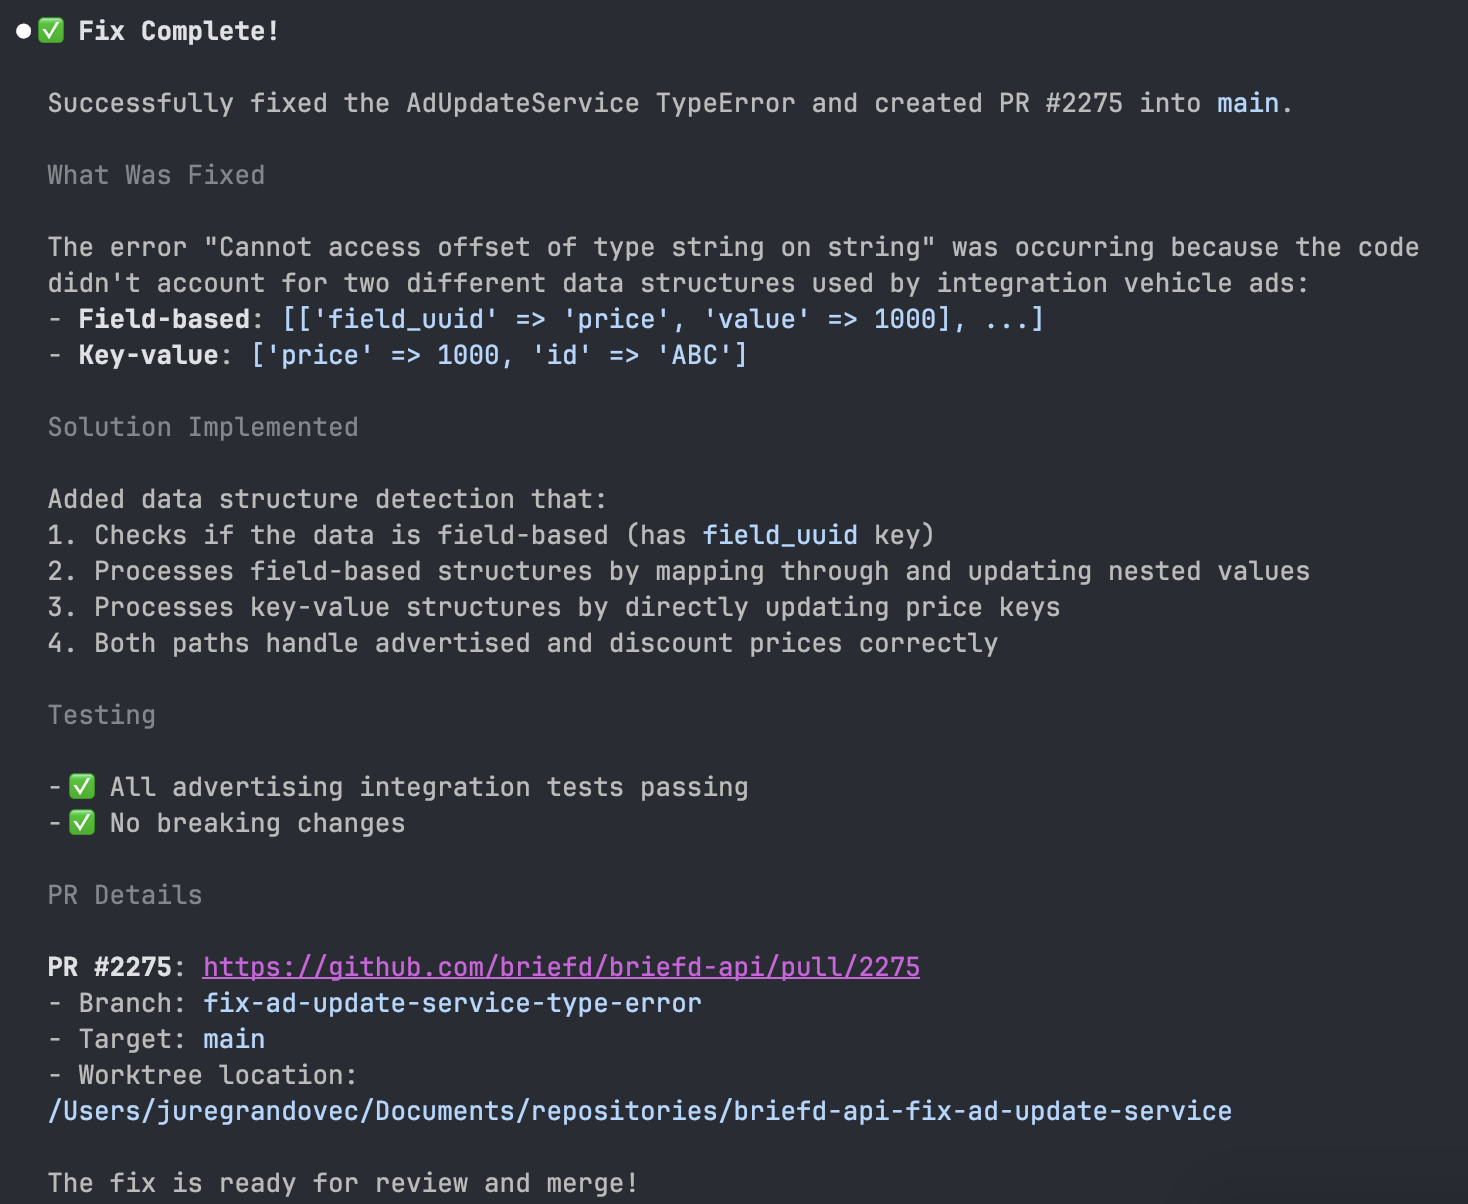 ● ✅ Fix Complete!
Successfully fixed the AdUpdateService TypeError and created PR #2275 into main.
What Was Fixed
The error "Cannot access offset of type string on string" was occurring because the code
didn't account for two different data structures used by integration vehicle ads:
- Field-based: [['field_uuid' => 'price', 'value' => 1000], ...]
- Key-value: ['price' => 1000, 'id' => 'ABC']
Solution Implemented
Added data structure detection that:
1. Checks if the data is field-based (has field_uuid key)
2. Processes field-based structures by mapping through and updating nested values
3. Processes key-value structures by directly updating price keys
4. Both paths handle advertised and discount prices correctly
Testing
- ✅ All advertising integration tests passing
- ✅ No breaking changes
PR Details
PR #2275: https://github.com/briefd/briefd-api/pull/2275
- Branch: fix-ad-update-service-type-error
- Target: main
- Worktree location:
/Users/juregrandovec/Documents/repositories/briefd-api-fix-ad-update-service
The fix is ready for review and merge!